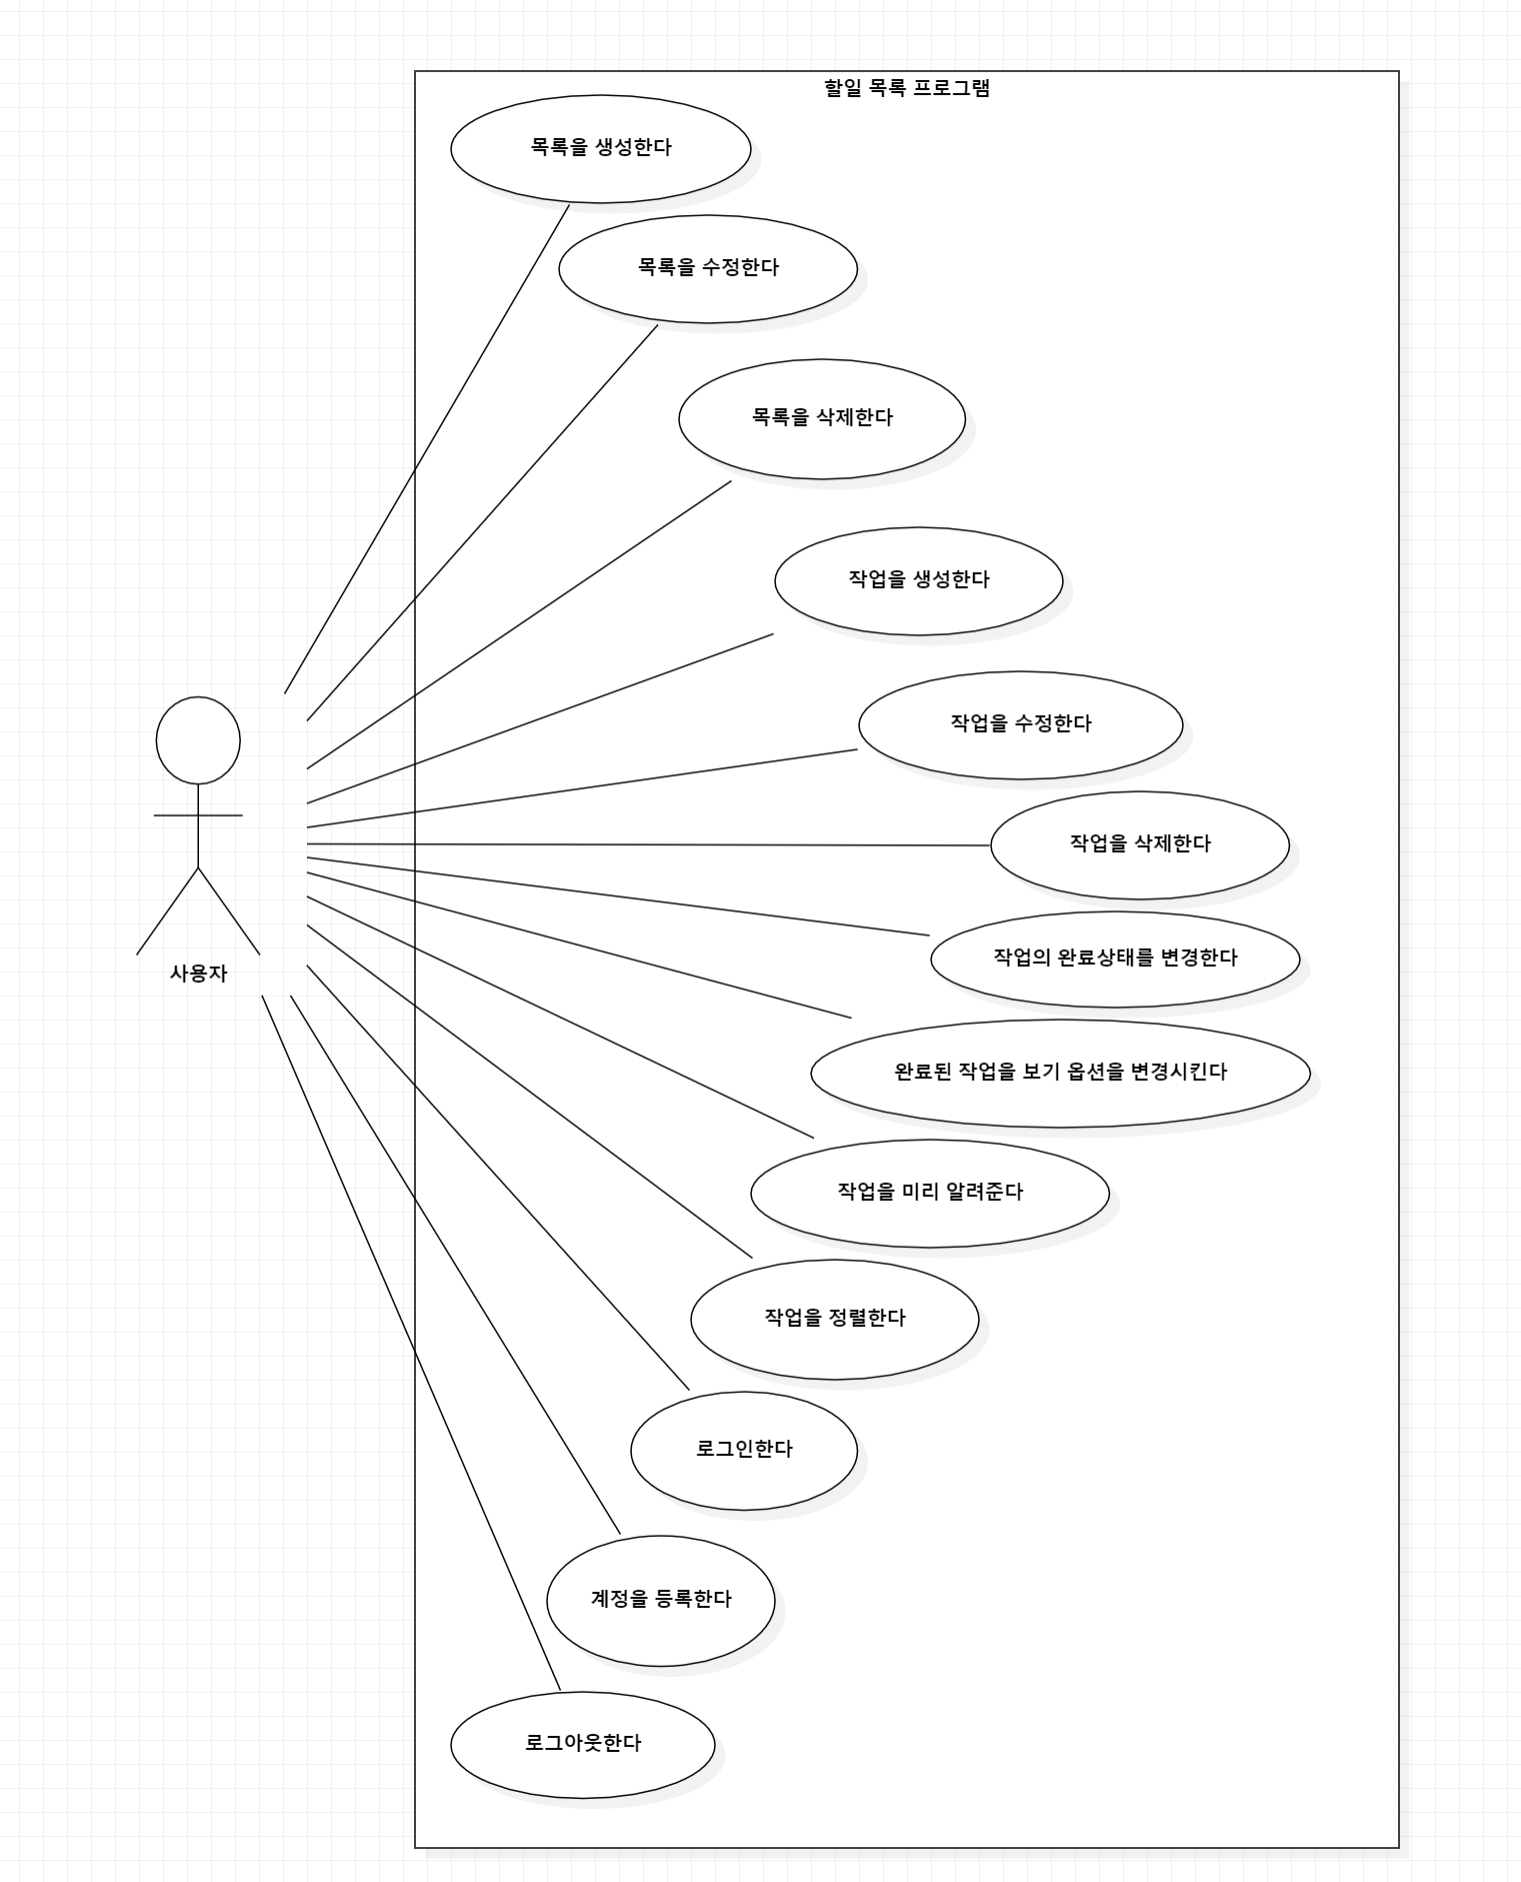 할일 목록 프로그램
목록을 생성한다
목록을 수정한다
목록을 삭제한다
작업을 생성한다
작업을 수정한다
작업을 삭제한다
작업의 완료상태를 변경한다
사용자
완료된 작업을 보기 옵션을 변경시킨다
작업을 미리 알려준다
작업을 정렬한다
로그인한다
계정을 등록한다
로그아웃한다